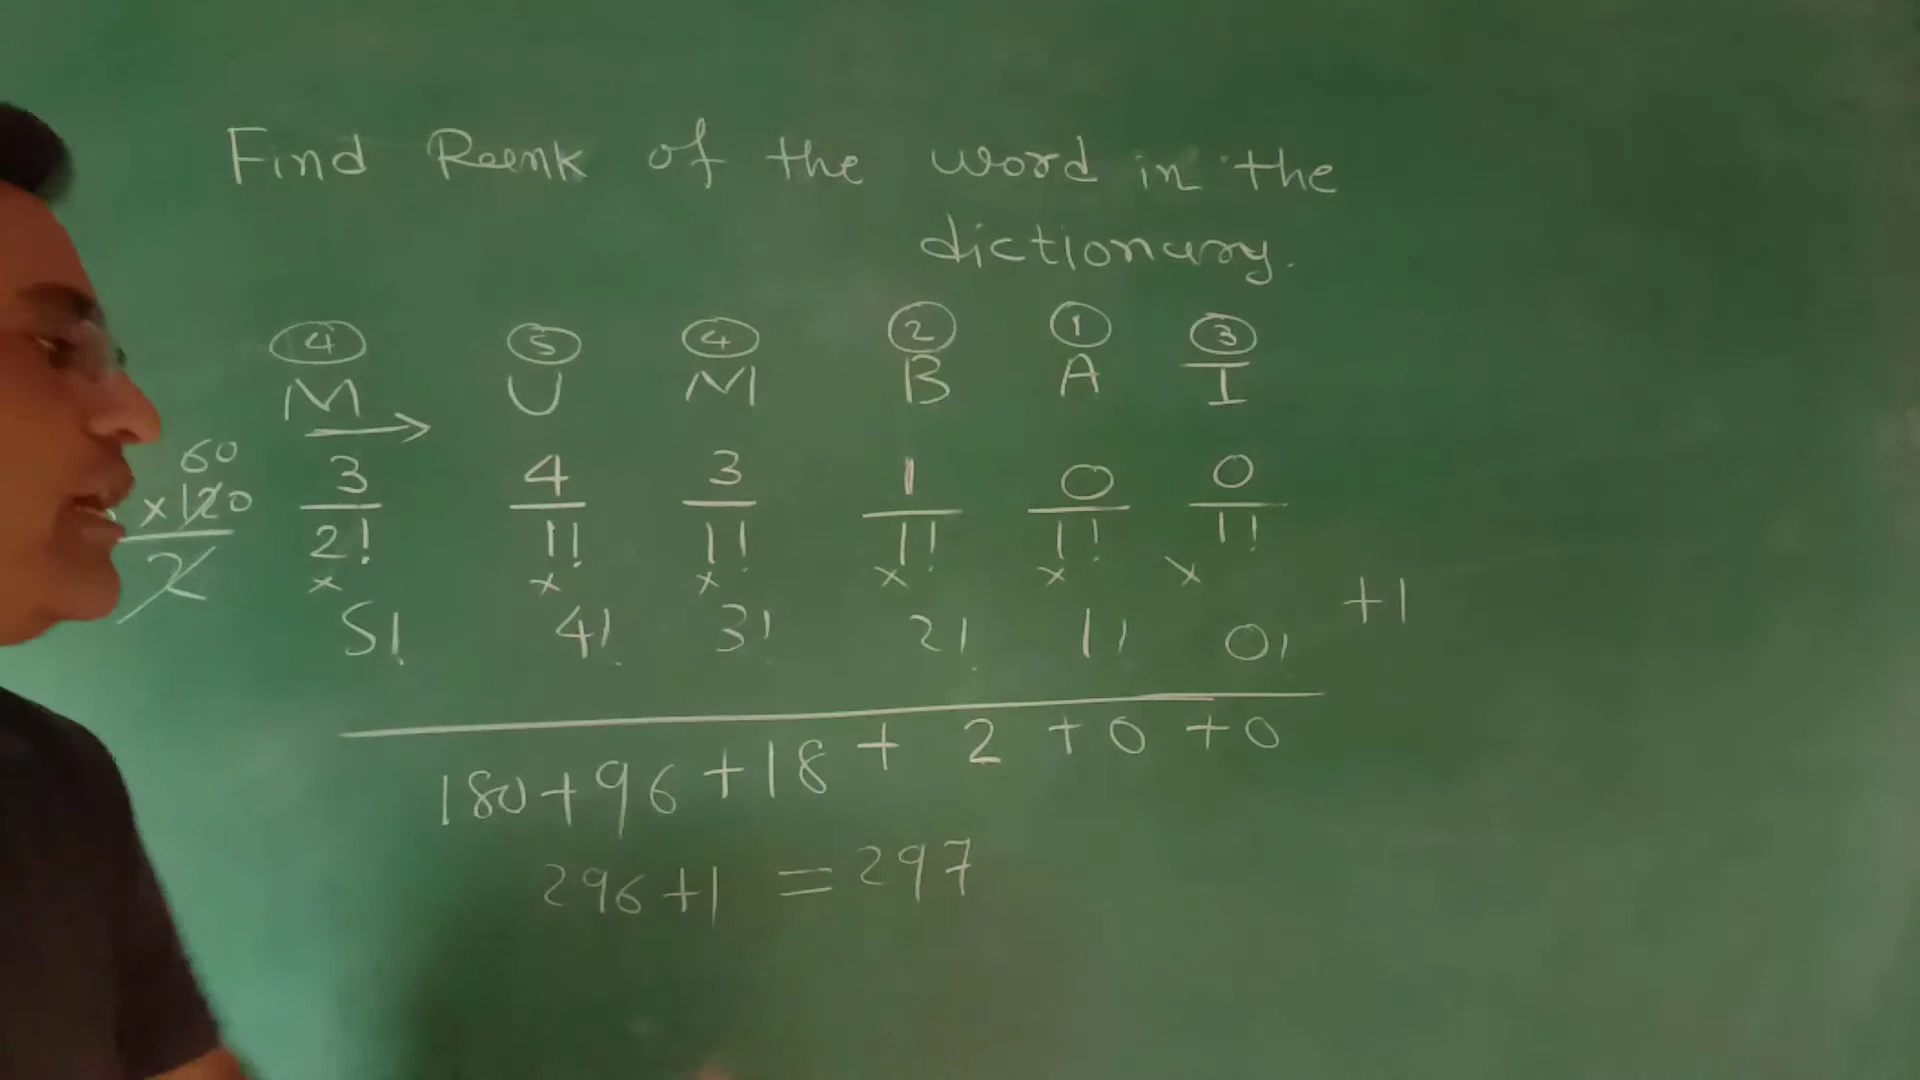 Find Rank of the word in the
dictionary.
④ ⑤ ④ ② ① ③
M U M B A I
60
×120
2
3 4 3 1 0 0
2! 1! 1! 1! 1! 1!
× × × × × ×
5! 4! 3! 2! 1! 0! +1
180+96+18+ 2 +0 +0
296+1 =297